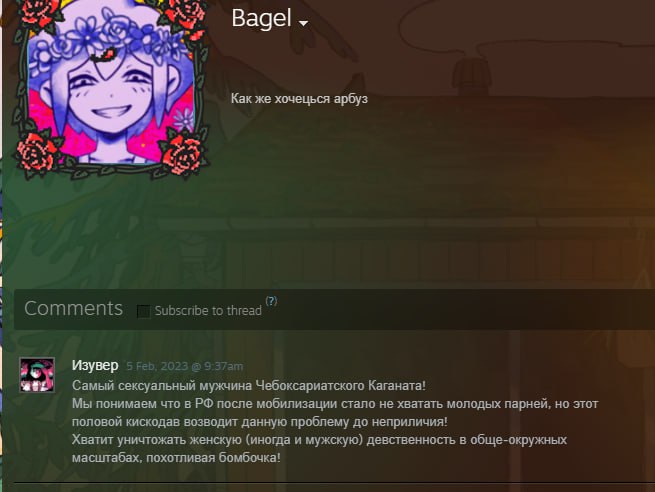 Bagel
Как же хочецься арбуз
Comments Subscribe to thread (?)
Изувер 5 Feb, 2023 @ 9:37am
Самый сексуальный мужчина Чебоксариатского Каганата!
Мы понимаем что в РФ после мобилизации стало не хватать молодых парней, но этот
половой кискодав возводит данную проблему до неприличия!
Хватит уничтожать женскую (иногда и мужскую) девственность в обще-окружных
масштабах, похотливая бомбочка!